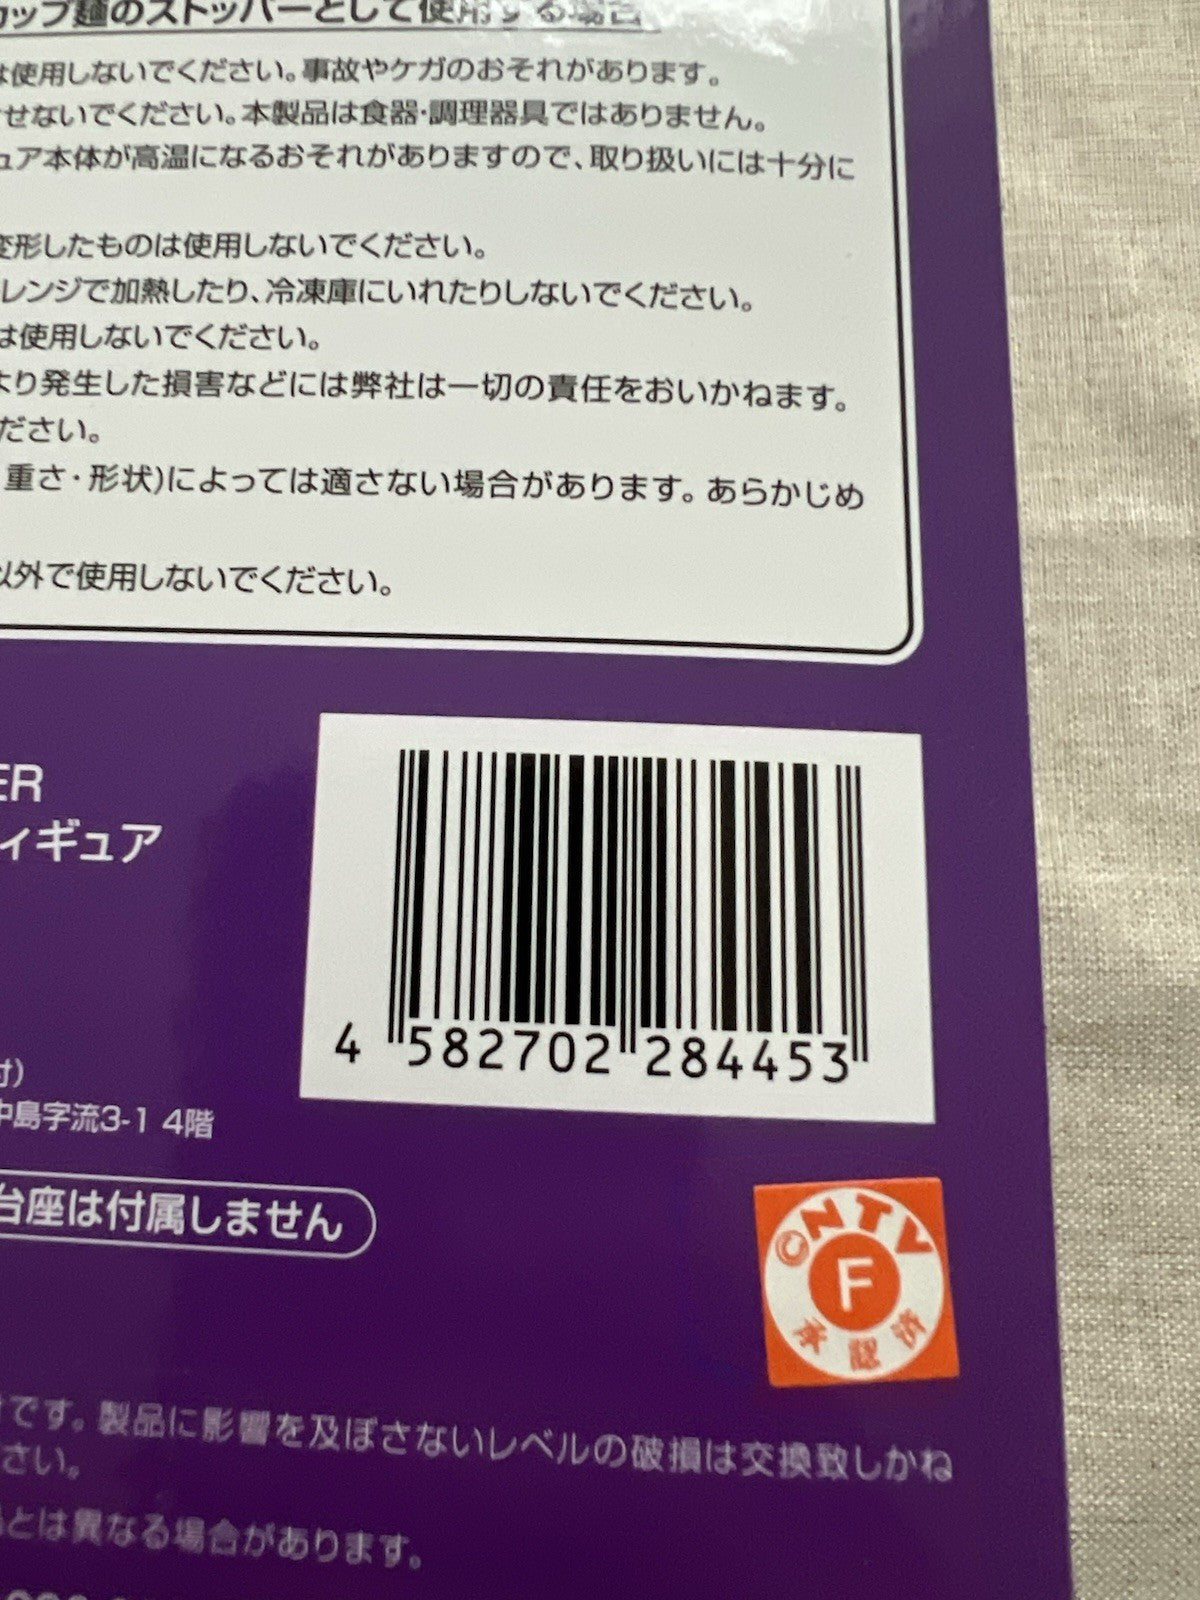 カップ麺のストッパーとして使用する場合
は使用しないでください。事故やケガのおそれがあります。
せないでください。本製品は食器・調理器具ではありません。
ュア本体が高温になるおそれがありますので、取り扱いには十分に
変形したものは使用しないでください。
レンジで加熱したり、冷凍庫にいれたりしないでください。
は使用しないでください。
より発生した損害などには弊社は一切の責任をおいかねます。
ださい。
重さ・形状)によっては適さない場合があります。あらかじめ
以外で使用しないでください。
ER
ィギュア
4 582702 284453
付)
中島字流3-1 4階
台座は付属しません
©NTV
F
承認済
です。製品に影響を及ぼさないレベルの破損は交換致しかね
さい。
とは異なる場合があります。